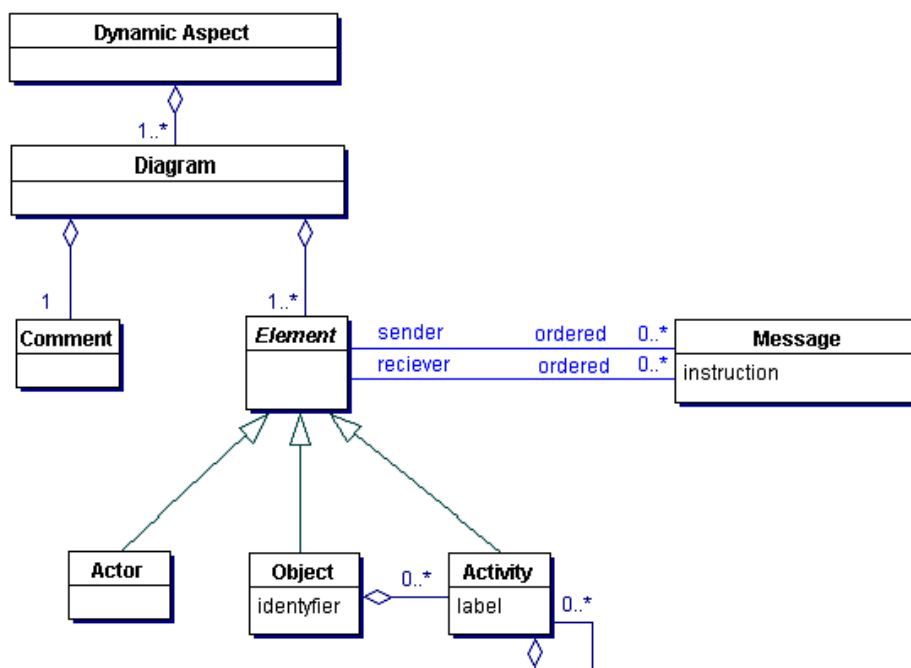 Dynamic Aspect
1..*
Diagram
1
1..*
Comment
Element
sender ordered 0..*
reciever ordered 0..*
Message
instruction
Actor
Object
identyfier
0..*
Activity
label
0..*